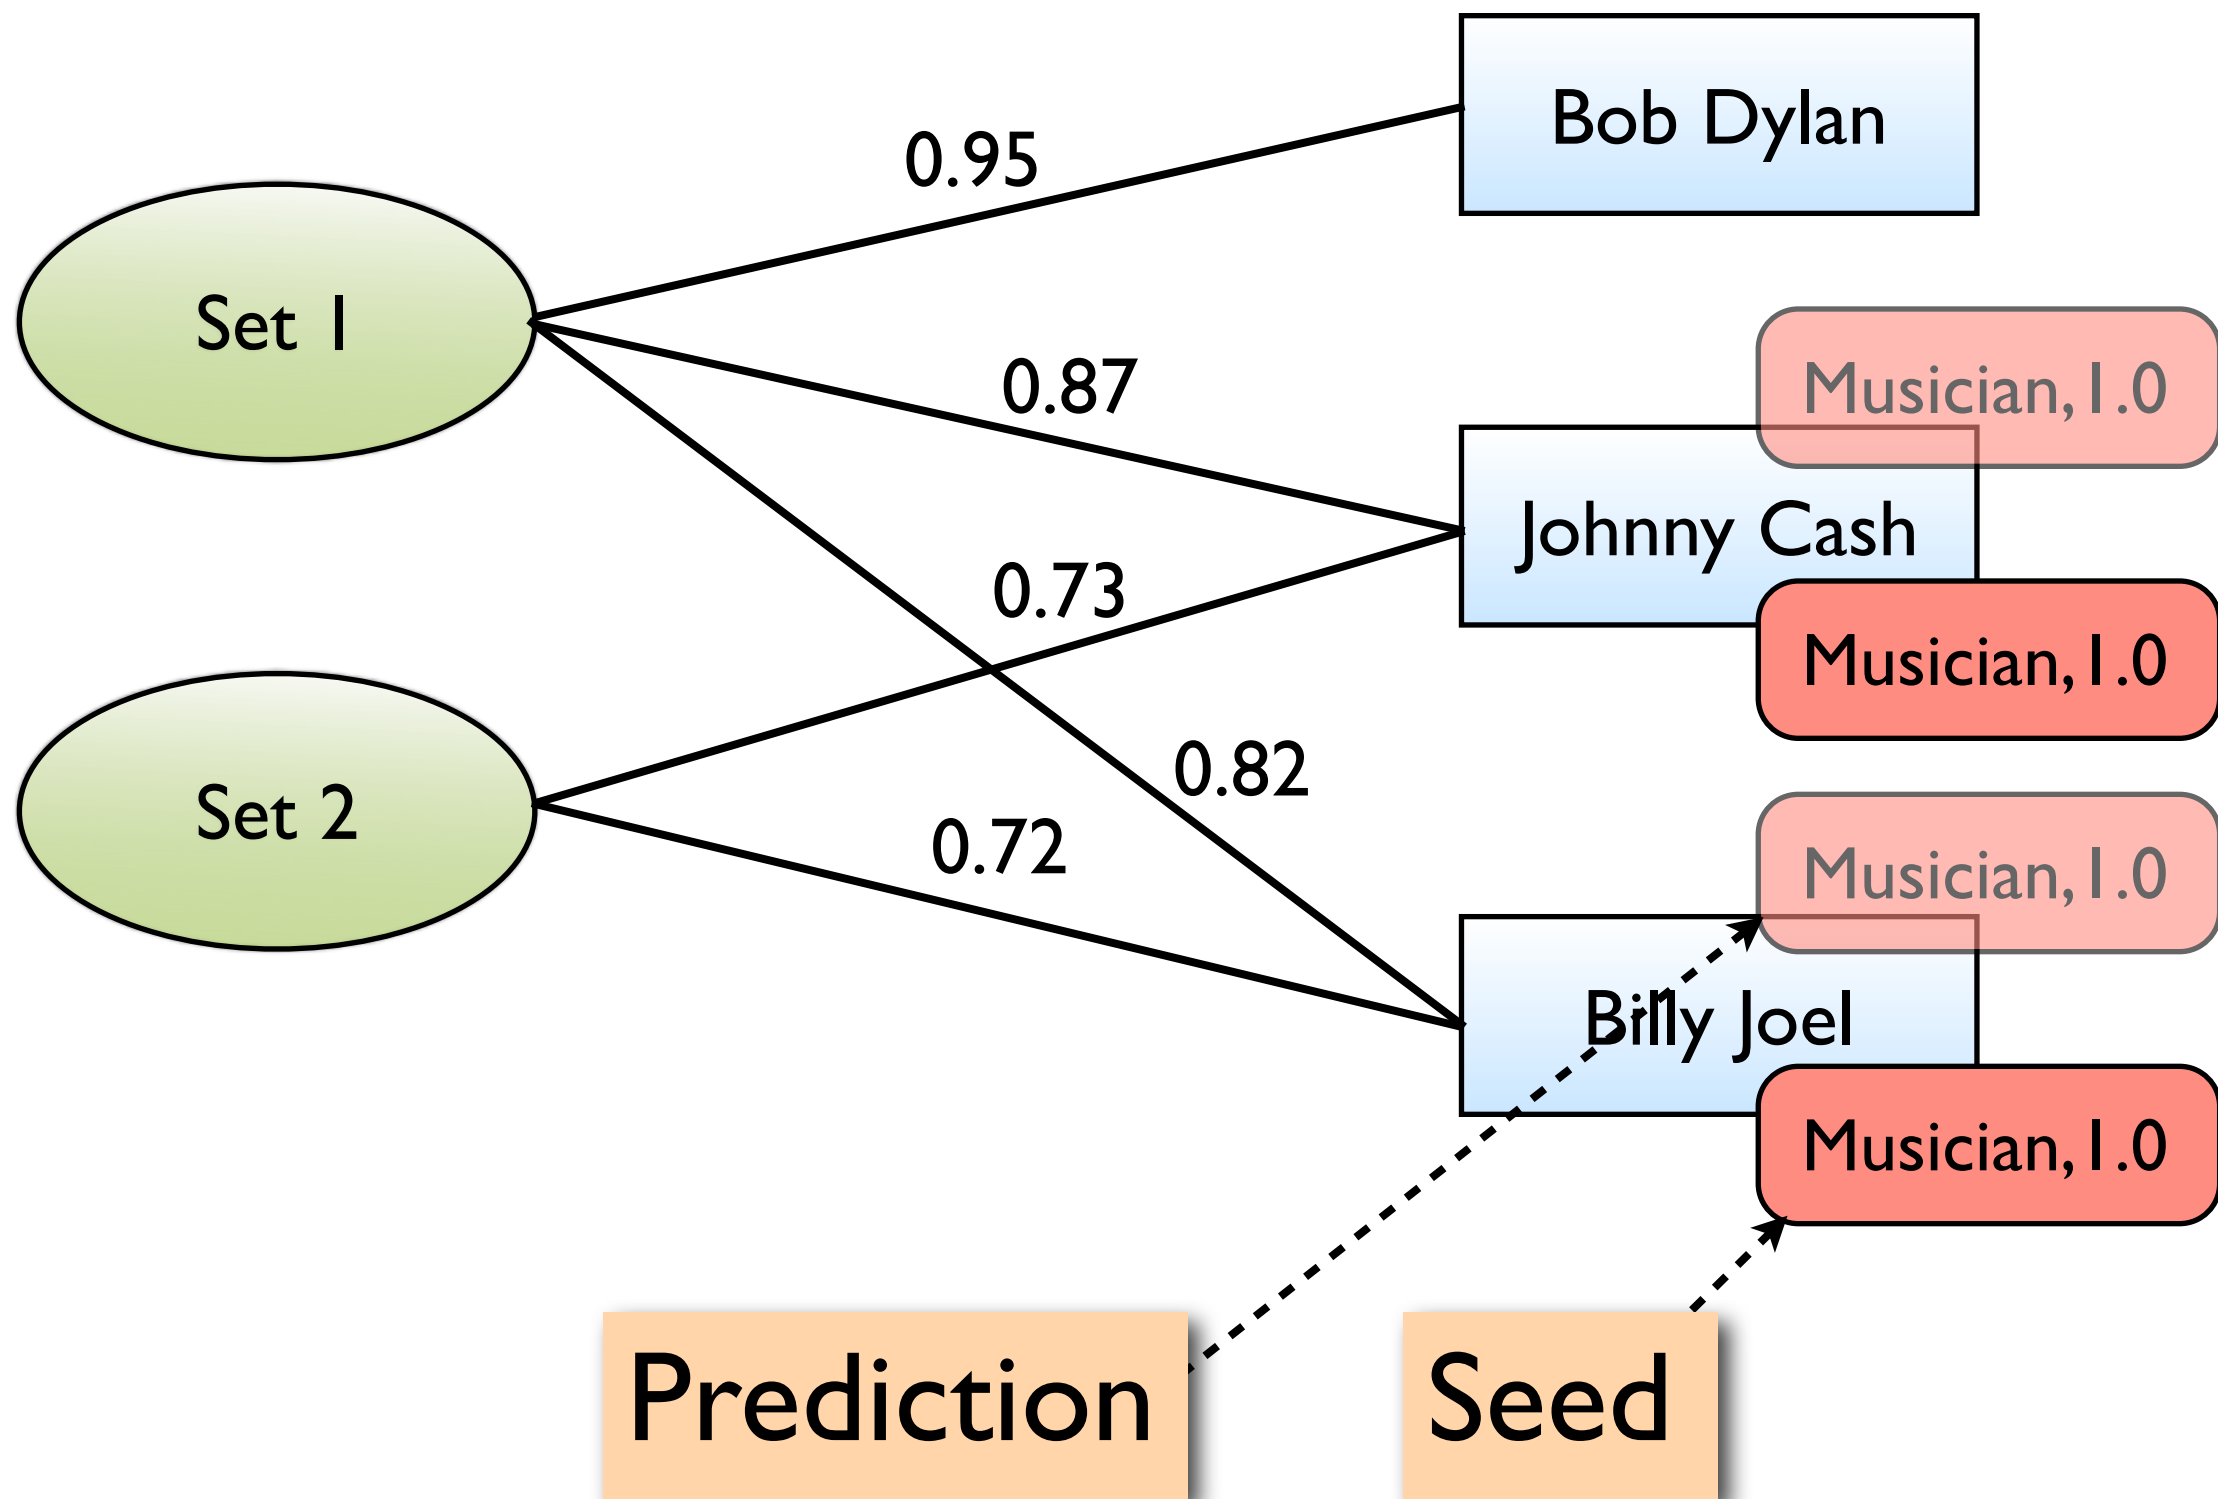 Bob Dylan
0.95
Set 1
0.87
Musician, 1.0
Johnny Cash
0.73
Musician, 1.0
0.82
Set 2
0.72
Musician, 1.0
Billy Joel
Musician, 1.0
Prediction
Seed